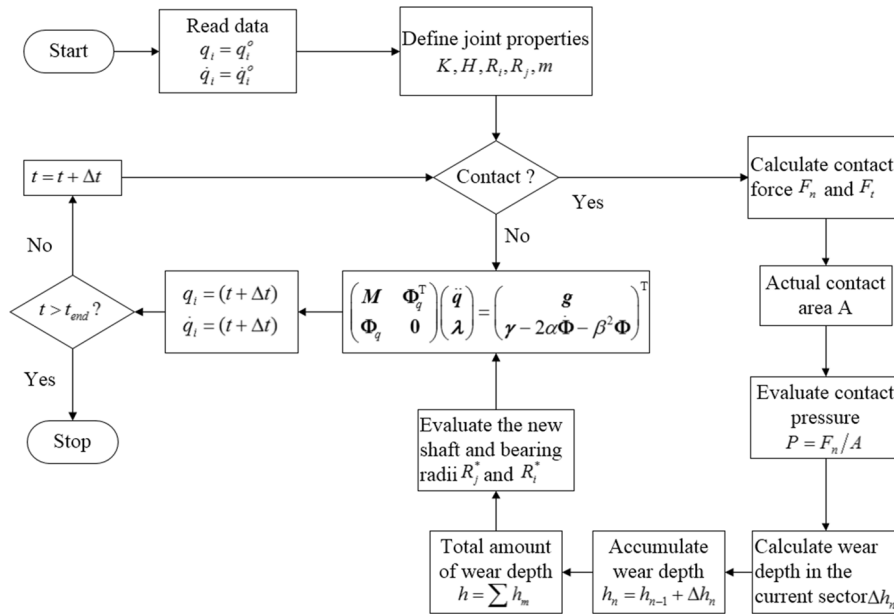 Start
Read data
q_i = q_i^o
q̇_i = q̇_i^o
Define joint properties
K, H, R_i, R_j, m
t = t + Δt
Contact ?
Yes
No
Calculate contact
force F_n and F_t
Actual contact
area A
Evaluate contact
pressure
P = F_n/A
Calculate wear
depth in the
current sector Δh_n
Accumulate
wear depth
h_n = h_{n-1} + Δh_n
Total amount
of wear depth
h = ∑ h_m
Evaluate the new
shaft and bearing
radii R_j^* and R_i^*
(M Φ_q^T; Φ_q 0)(q̈; λ) = (g; γ − 2αΦ̇ − β²Φ)^T
q_i = (t + Δt)
q̇_i = (t + Δt)
No
t > t_end ?
Yes
Stop